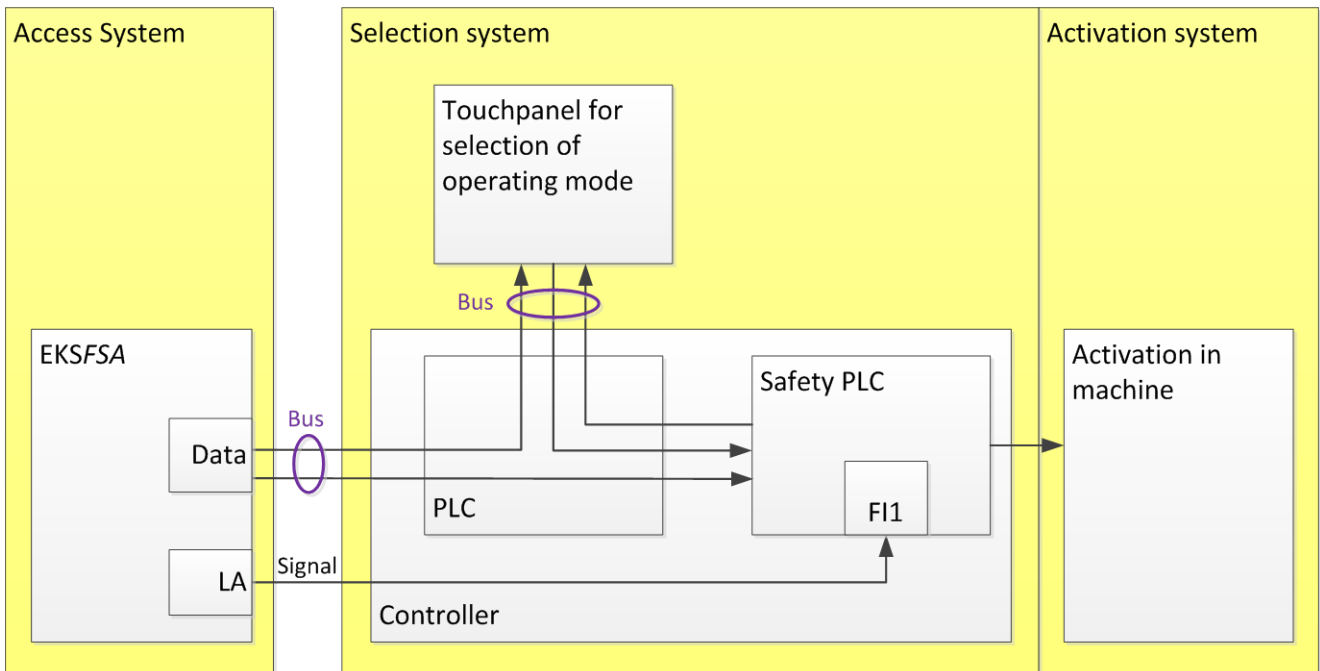 Access System
Selection system
Activation system
Touchpanel for
selection of
operating mode
Bus
EKSFSA
Safety PLC
Activation in
machine
Bus
Data
PLC
FI1
Signal
LA
Controller